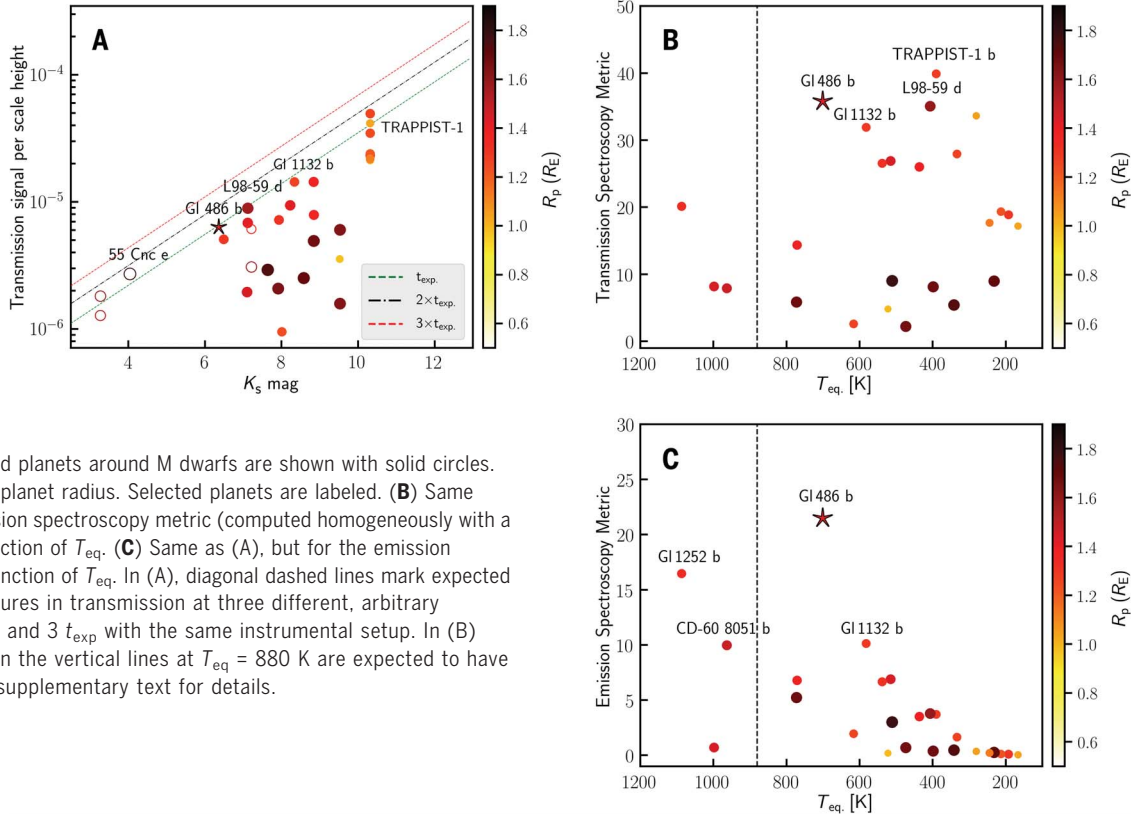 A
Transmission signal per scale height
10⁻⁴
10⁻⁵
10⁻⁶
TRAPPIST-1
Gl 1132 b
L98-59 d
Gl 486 b
55 Cnc e
t_exp.
2×t_exp.
3×t_exp.
4 6 8 10 12
K_s mag
1.8
1.6
1.4
1.2
1.0
0.8
0.6
R_p (R_E)
B
Transmission Spectroscopy Metric
50
40
30
20
10
0
TRAPPIST-1 b
Gl 486 b
L98-59 d
Gl 1132 b
1200 1000 800 600 400 200
T_eq. [K]
1.8
1.6
1.4
1.2
1.0
0.8
0.6
R_p (R_E)
d planets around M dwarfs are shown with solid circles.
planet radius. Selected planets are labeled. (B) Same
sion spectroscopy metric (computed homogeneously with a
ction of T_eq. (C) Same as (A), but for the emission
nction of T_eq. In (A), diagonal dashed lines mark expected
ures in transmission at three different, arbitrary
and 3 t_exp with the same instrumental setup. In (B)
n the vertical lines at T_eq = 880 K are expected to have
supplementary text for details.
C
Emission Spectroscopy Metric
30
25
20
15
10
5
0
Gl 486 b
Gl 1252 b
CD-60 8051 b
Gl 1132 b
1200 1000 800 600 400 200
T_eq. [K]
1.8
1.6
1.4
1.2
1.0
0.8
0.6
R_p (R_E)